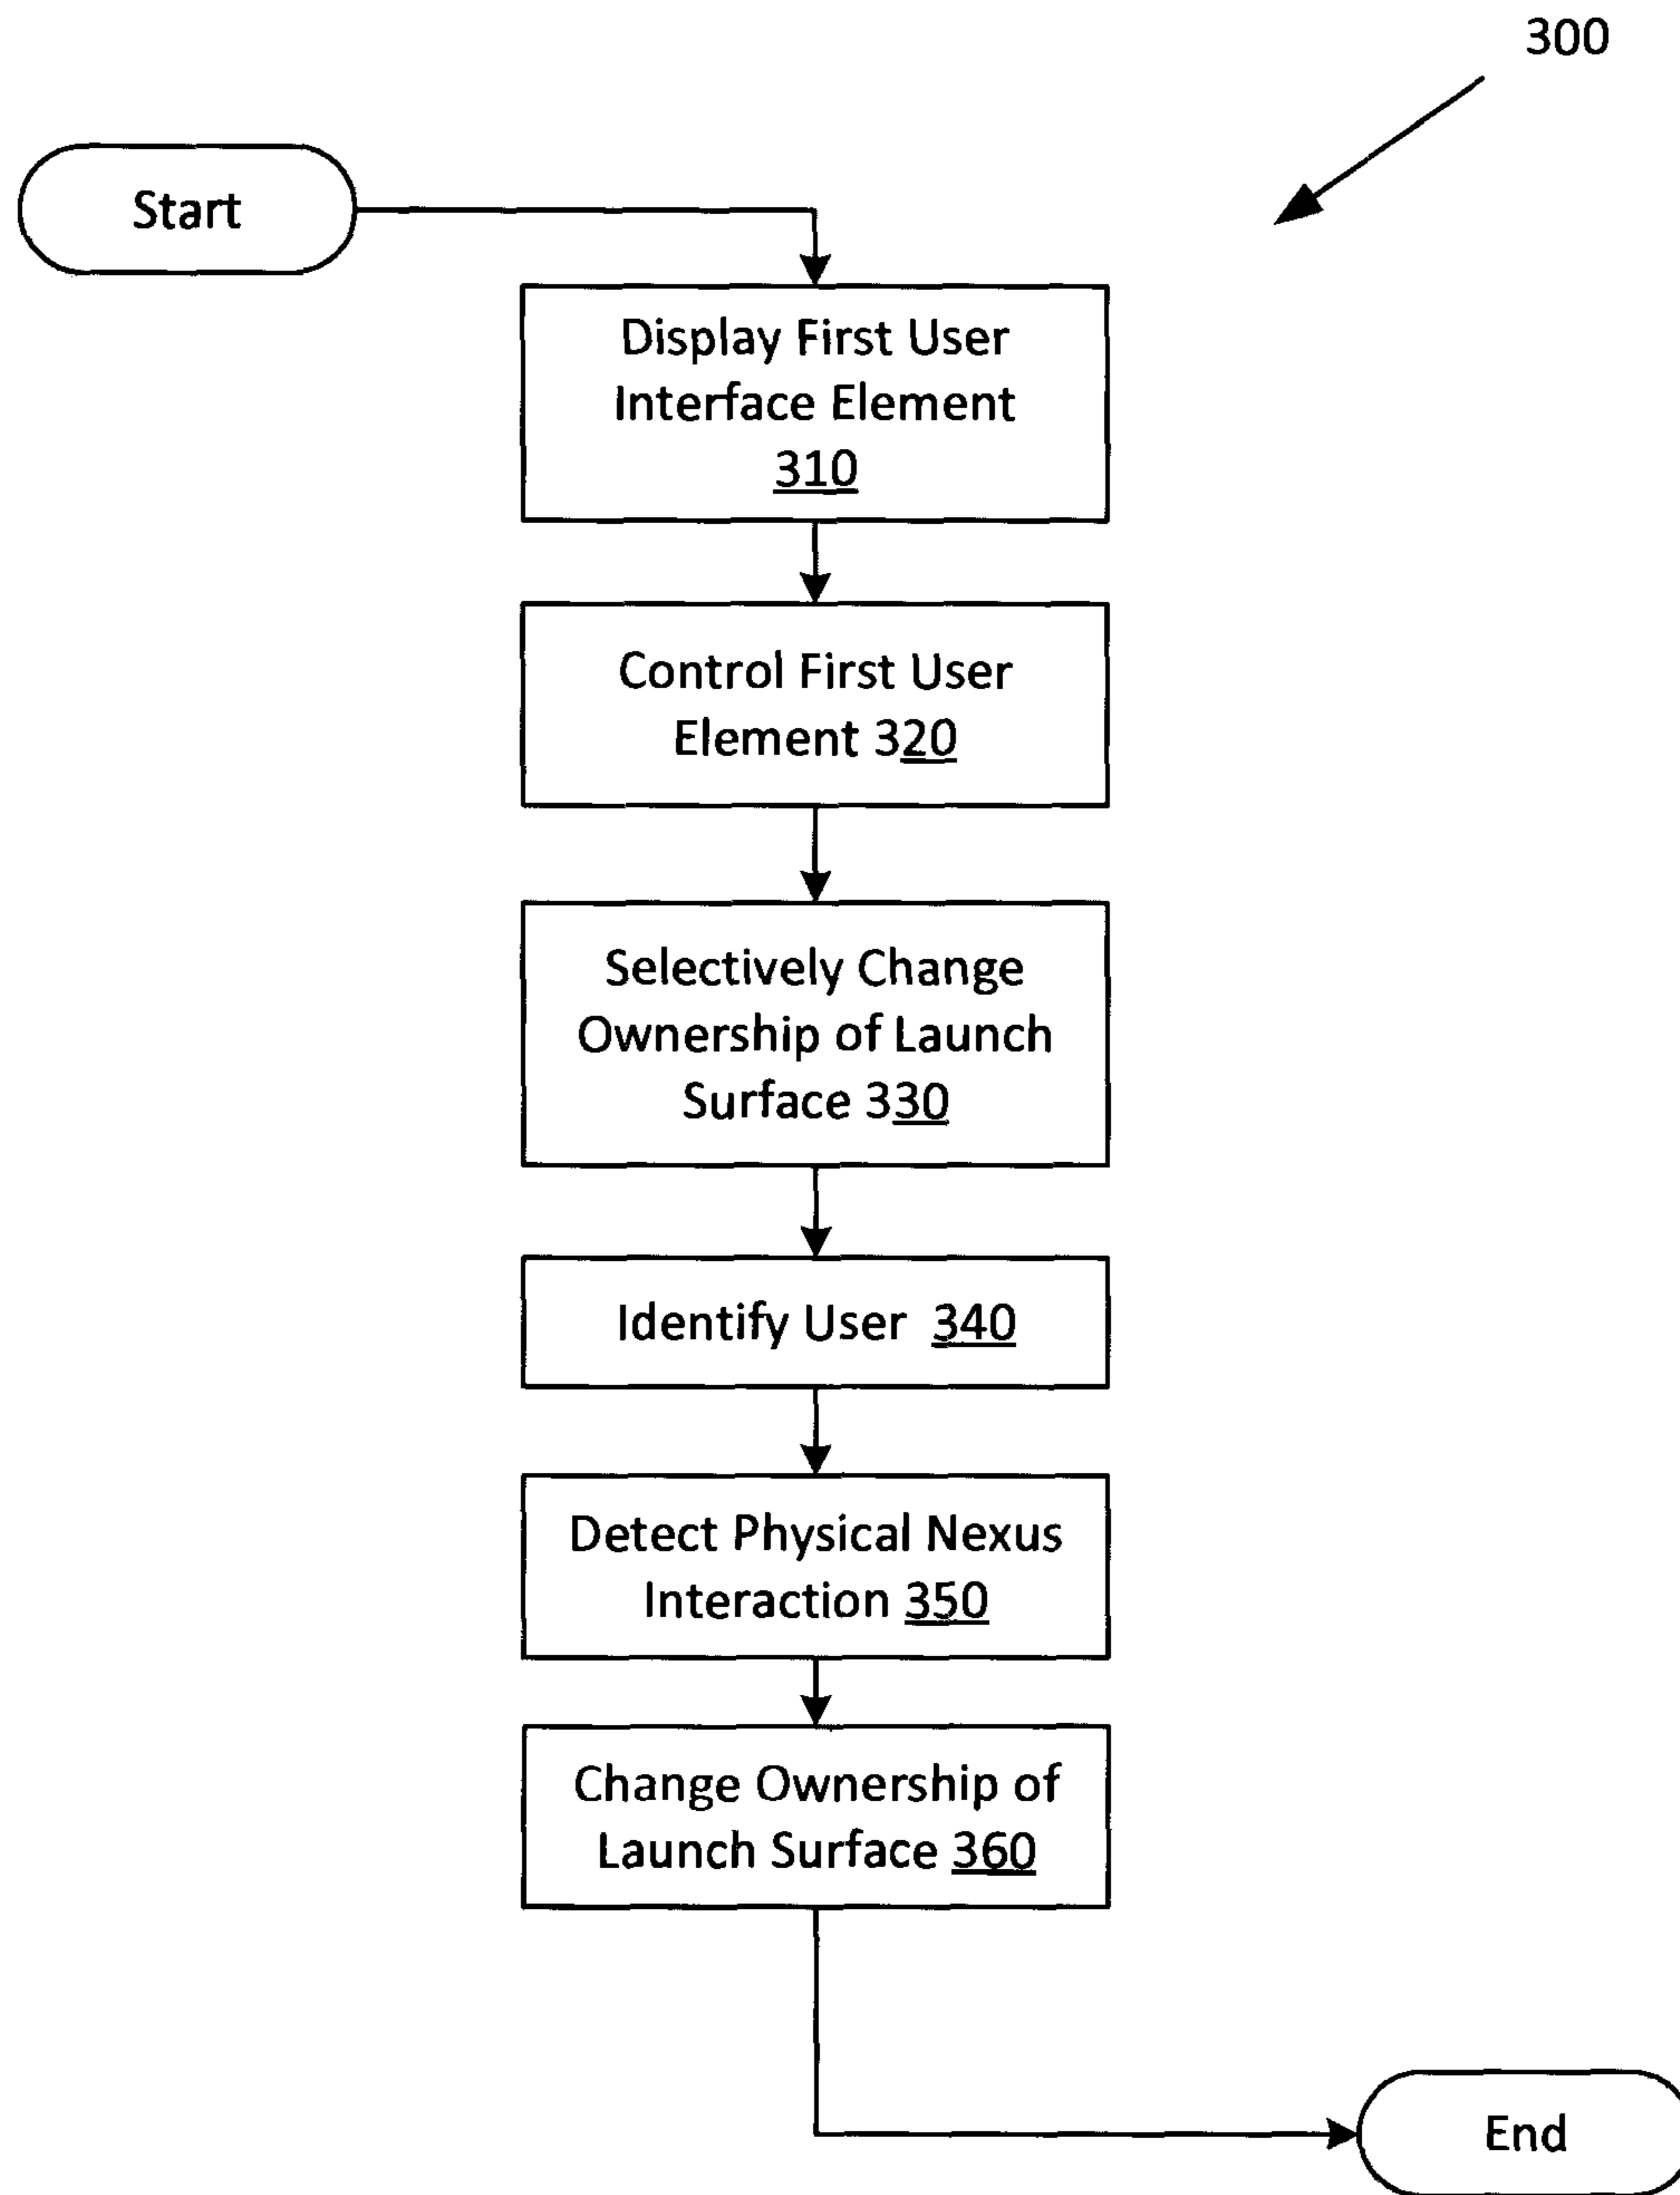 300
Start
Display First User
Interface Element
310
Control First User
Element 320
Selectively Change
Ownership of Launch
Surface 330
Identify User 340
Detect Physical Nexus
Interaction 350
Change Ownership of
Launch Surface 360
End